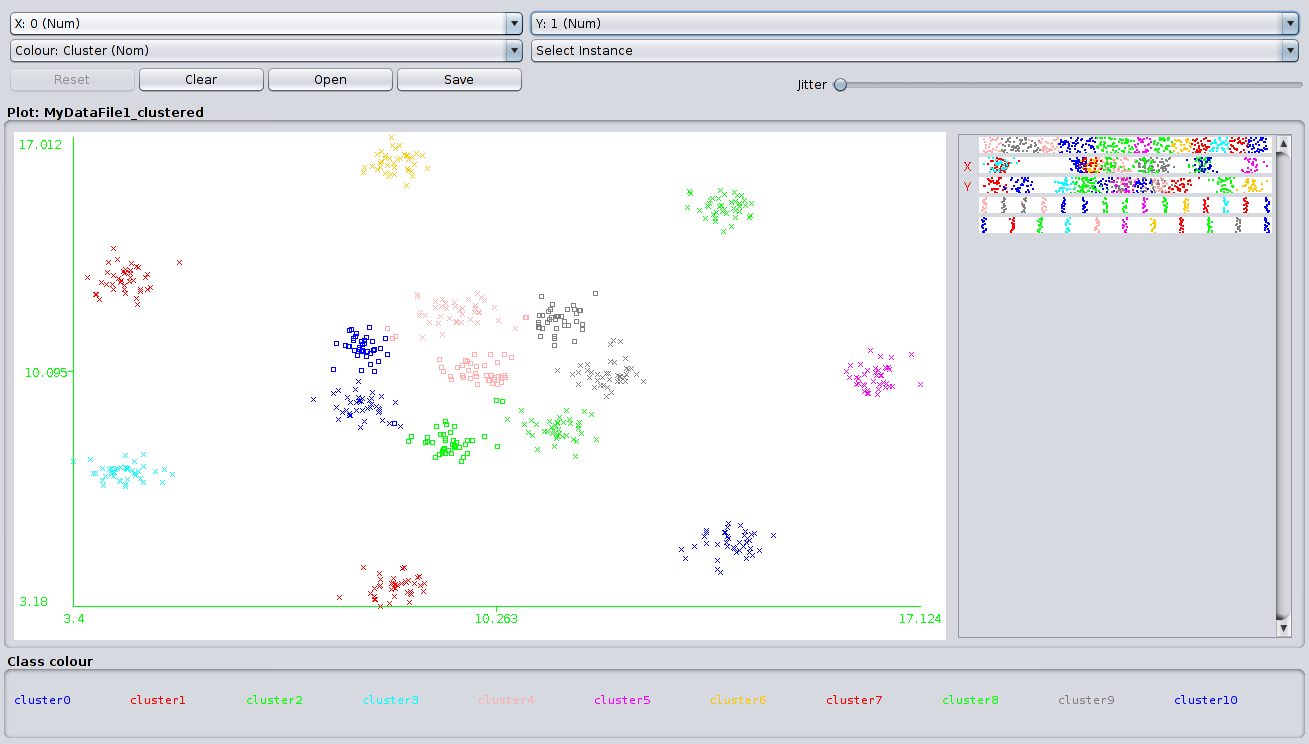 X: 0 (Num) Y: 1 (Num)
Colour: Cluster (Nom) Select Instance
Reset Clear Open Save Jitter
Plot: MyDataFile1_clustered
17.012
X
Y
10.095
3.18
3.4 10.263 17.124
Class colour
cluster0 cluster1 cluster2 cluster3 cluster4 cluster5 cluster6 cluster7 cluster8 cluster9 cluster10